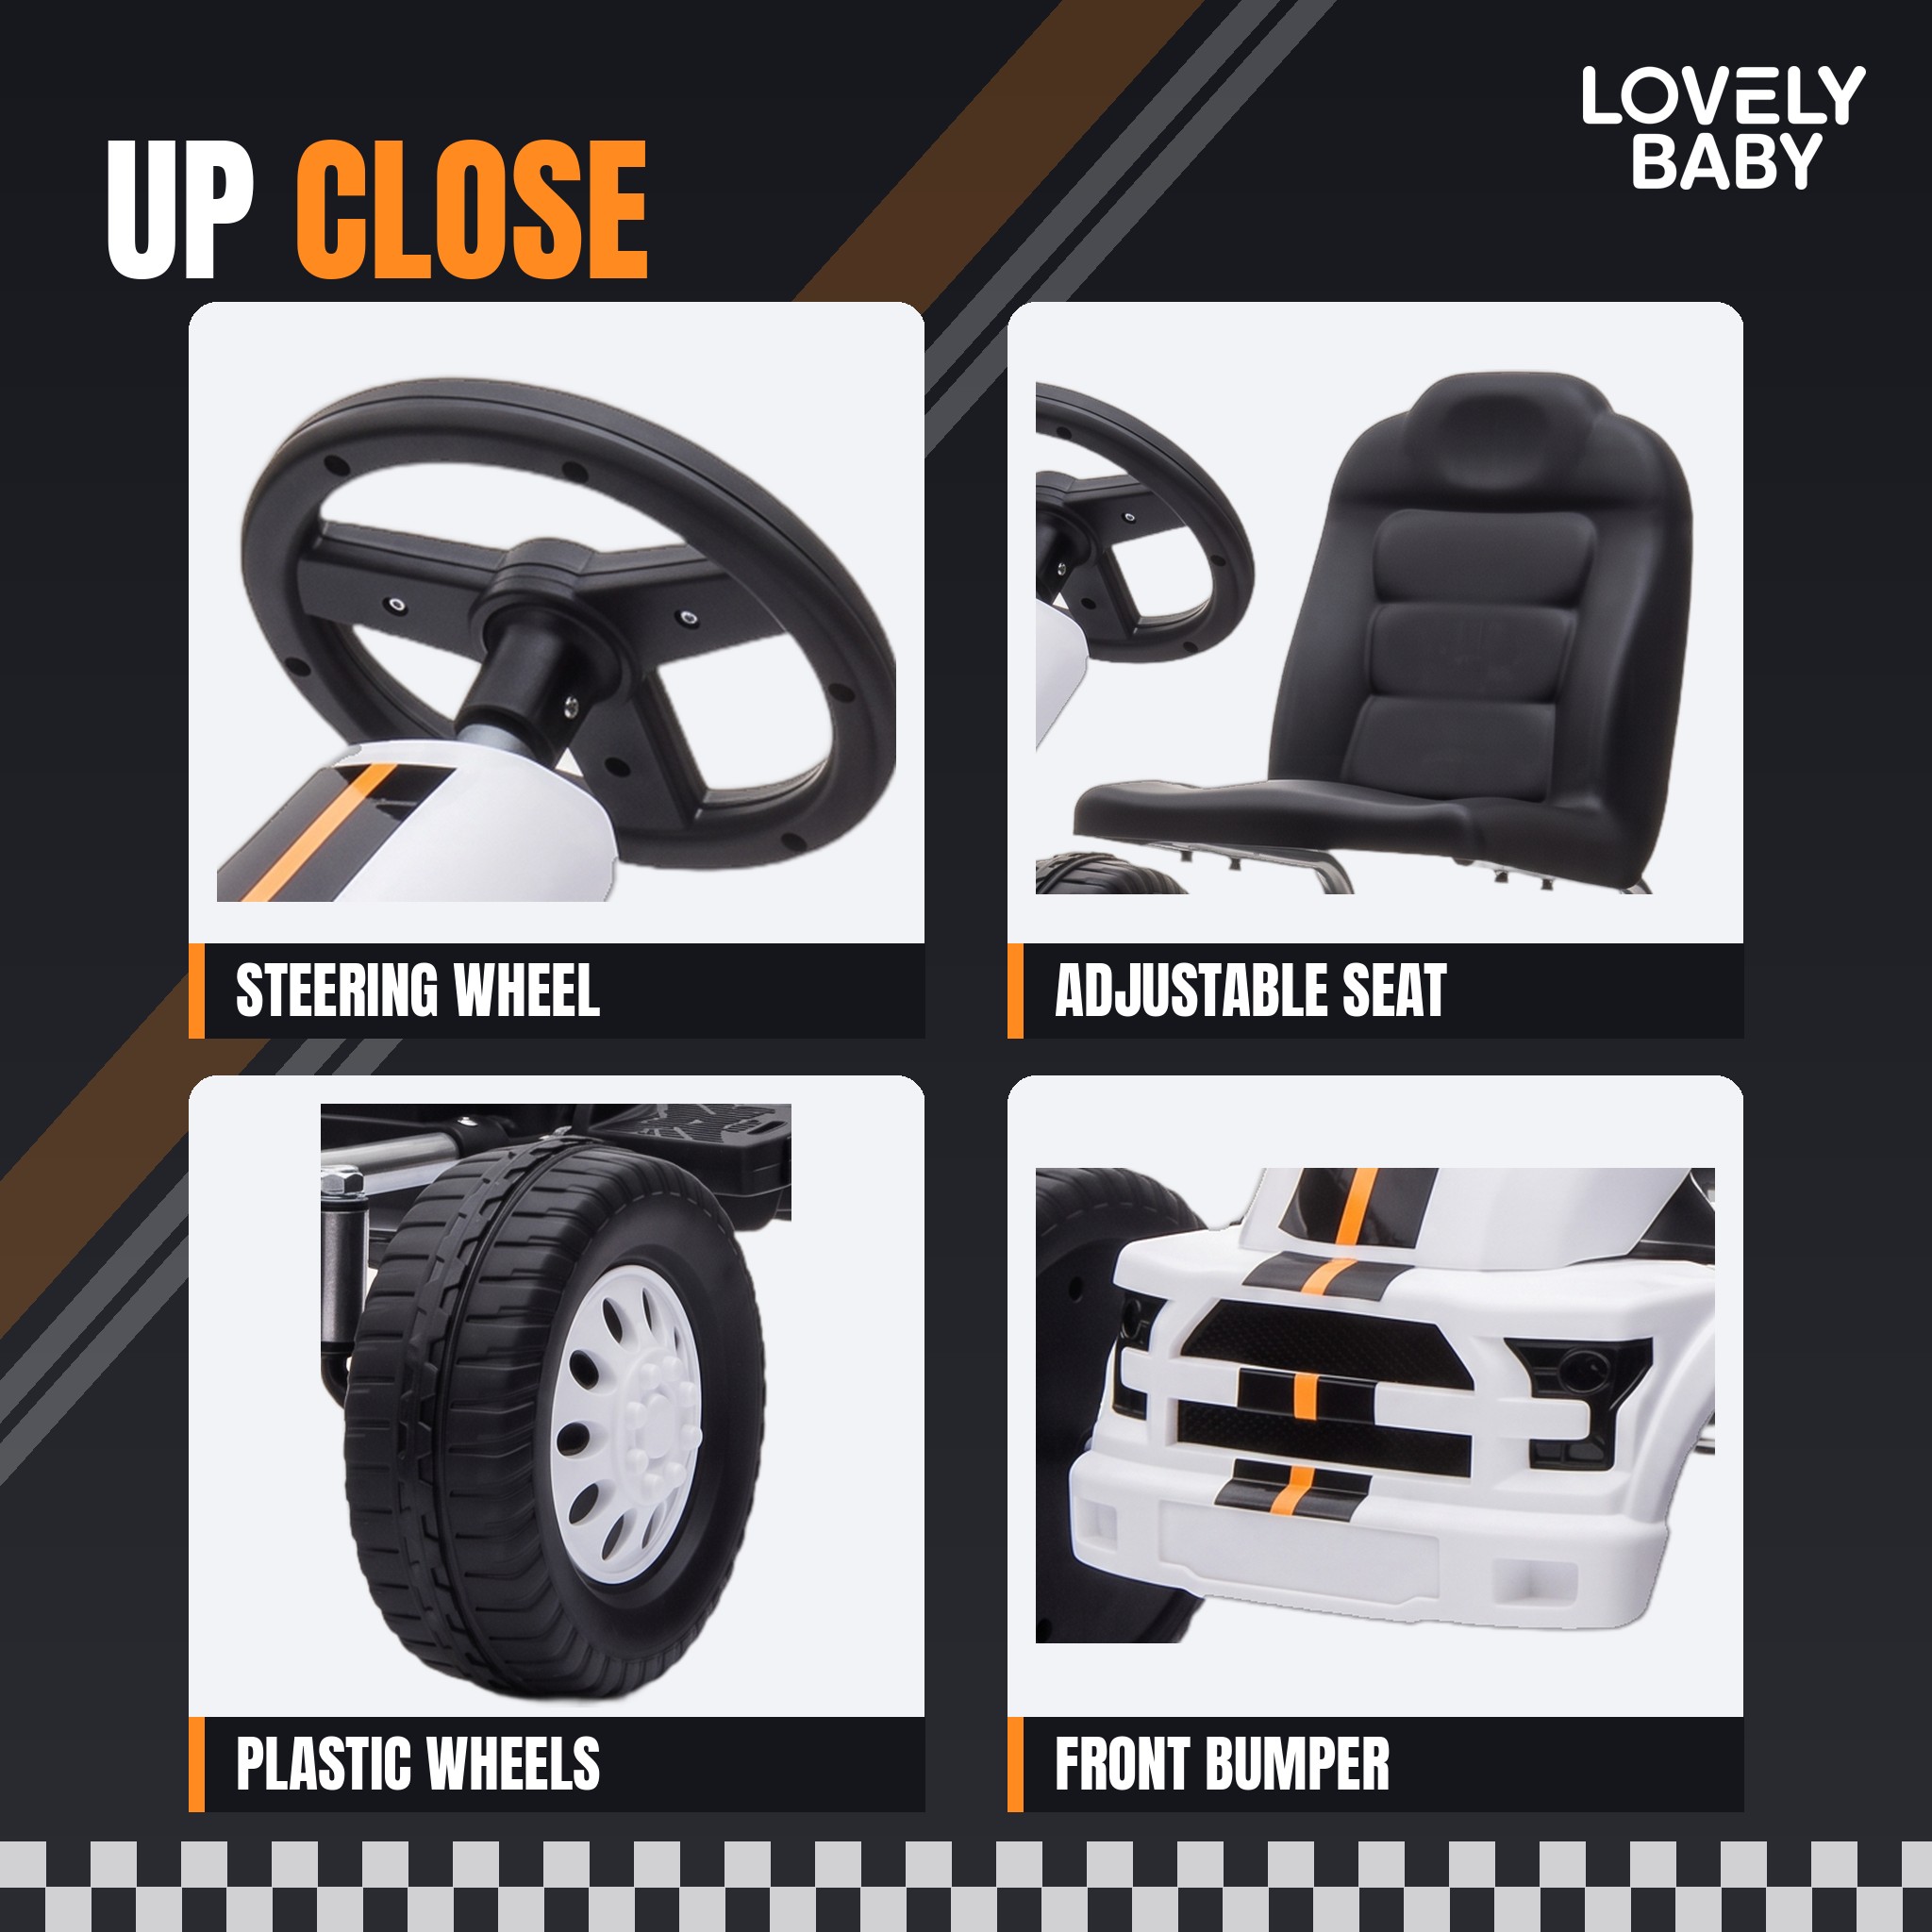 LOVELY
BABY
UP CLOSE
STEERING WHEEL
ADJUSTABLE SEAT
PLASTIC WHEELS
FRONT BUMPER